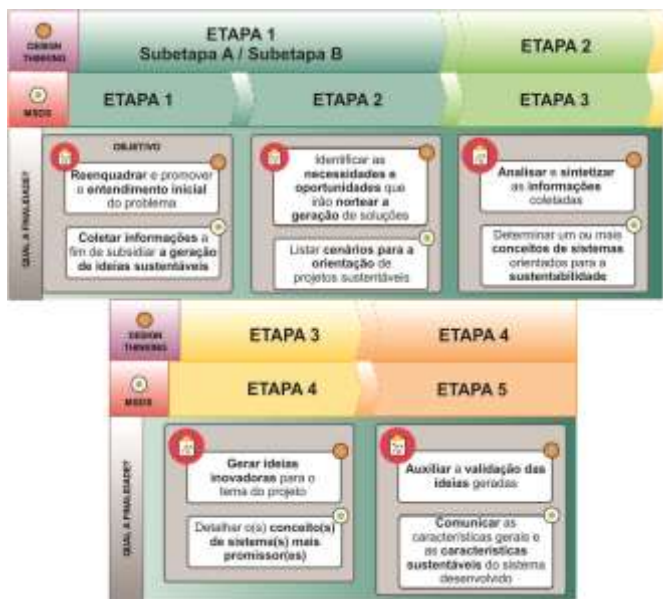 DESIGN
THINKING
ETAPA 1
Subetapa A / Subetapa B
ETAPA 2
MSDS
ETAPA 1
ETAPA 2
ETAPA 3
QUAL A FINALIDADE?
OBJETIVO
Reenquadrar e promover
o entendimento inicial
do problema
Coletar informações a
fim de subsidiar a geração
de ideias sustentáveis
Identificar as
necessidades e
oportunidades que
irão nortear a
geração de soluções
Listar cenários para a
orientação de
projetos sustentáveis
Analisar e sintetizar
as informações
coletadas
Determinar um ou mais
conceitos de sistemas
orientados para a
sustentabilidade
DESIGN
THINKING
ETAPA 3
ETAPA 4
MSDS
ETAPA 4
ETAPA 5
QUAL A FINALIDADE?
Gerar ideias
inovadoras para o
tema do projeto
Detalhar o(s) conceito(s)
de sistema(s) mais
promissor(es)
Auxiliar a validação das
ideias geradas
Comunicar as
características gerais e
as características
sustentáveis do sistema
desenvolvido